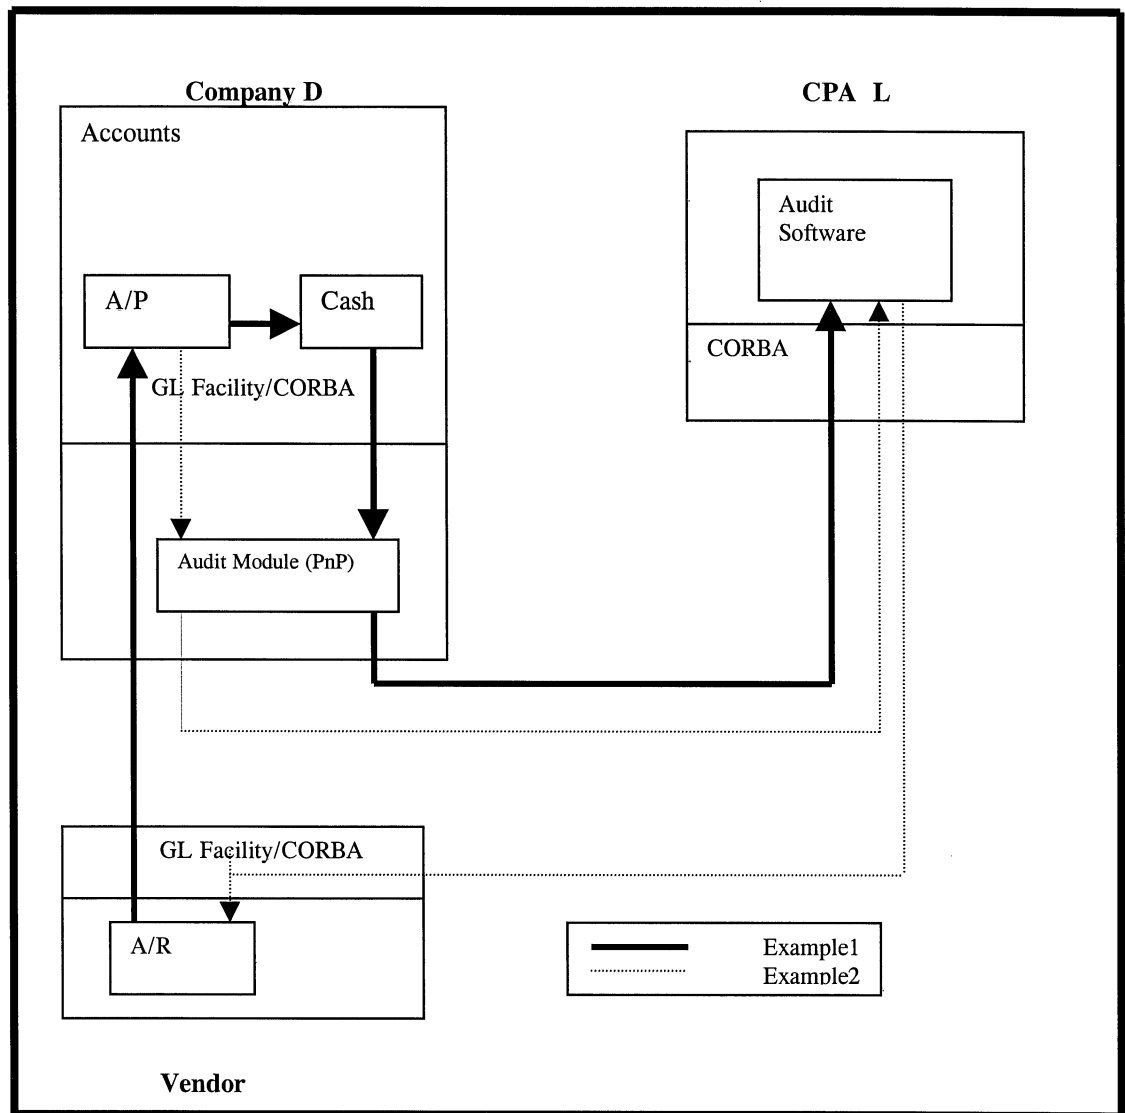 Company D
CPA L
Accounts
Audit
Software
A/P
Cash
CORBA
GL Facility/CORBA
Audit Module (PnP)
GL Facility/CORBA
A/R
Example1
Example2
Vendor